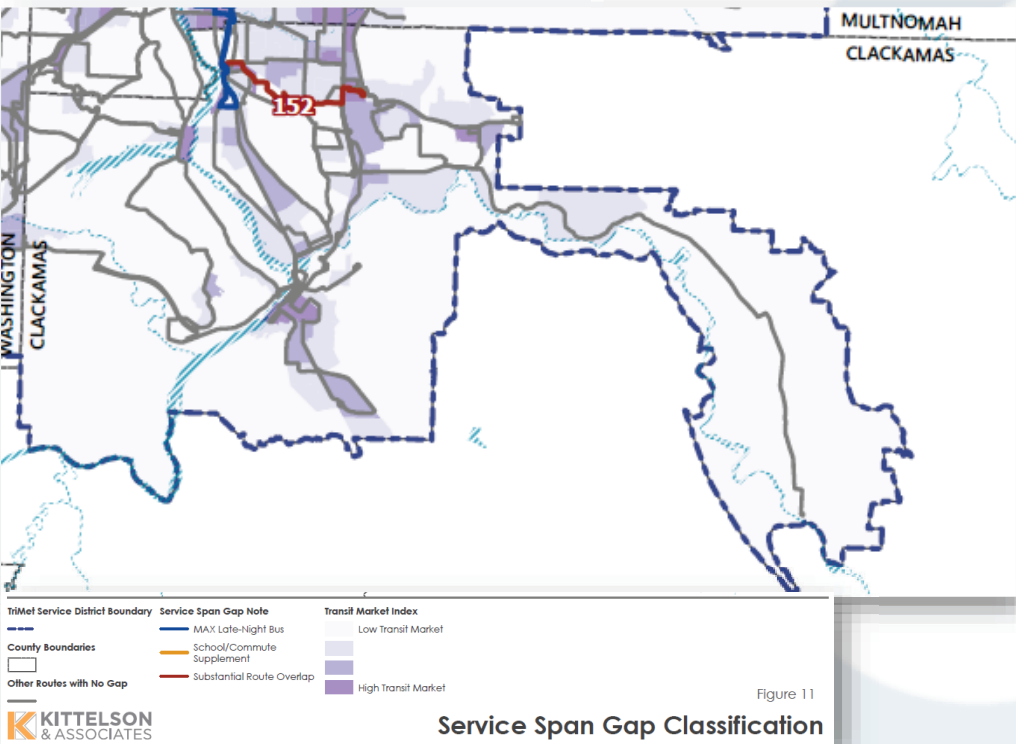 MULTNOMAH
CLACKAMAS
152
WASHINGTON
CLACKAMAS
TriMet Service District Boundary
County Boundaries
Other Routes with No Gap
Service Span Gap Note
MAX Late-Night Bus
School/Commute
Supplement
Substantial Route Overlap
Transit Market Index
Low Transit Market
High Transit Market
Figure 11
KITTELSON
& ASSOCIATES
Service Span Gap Classification